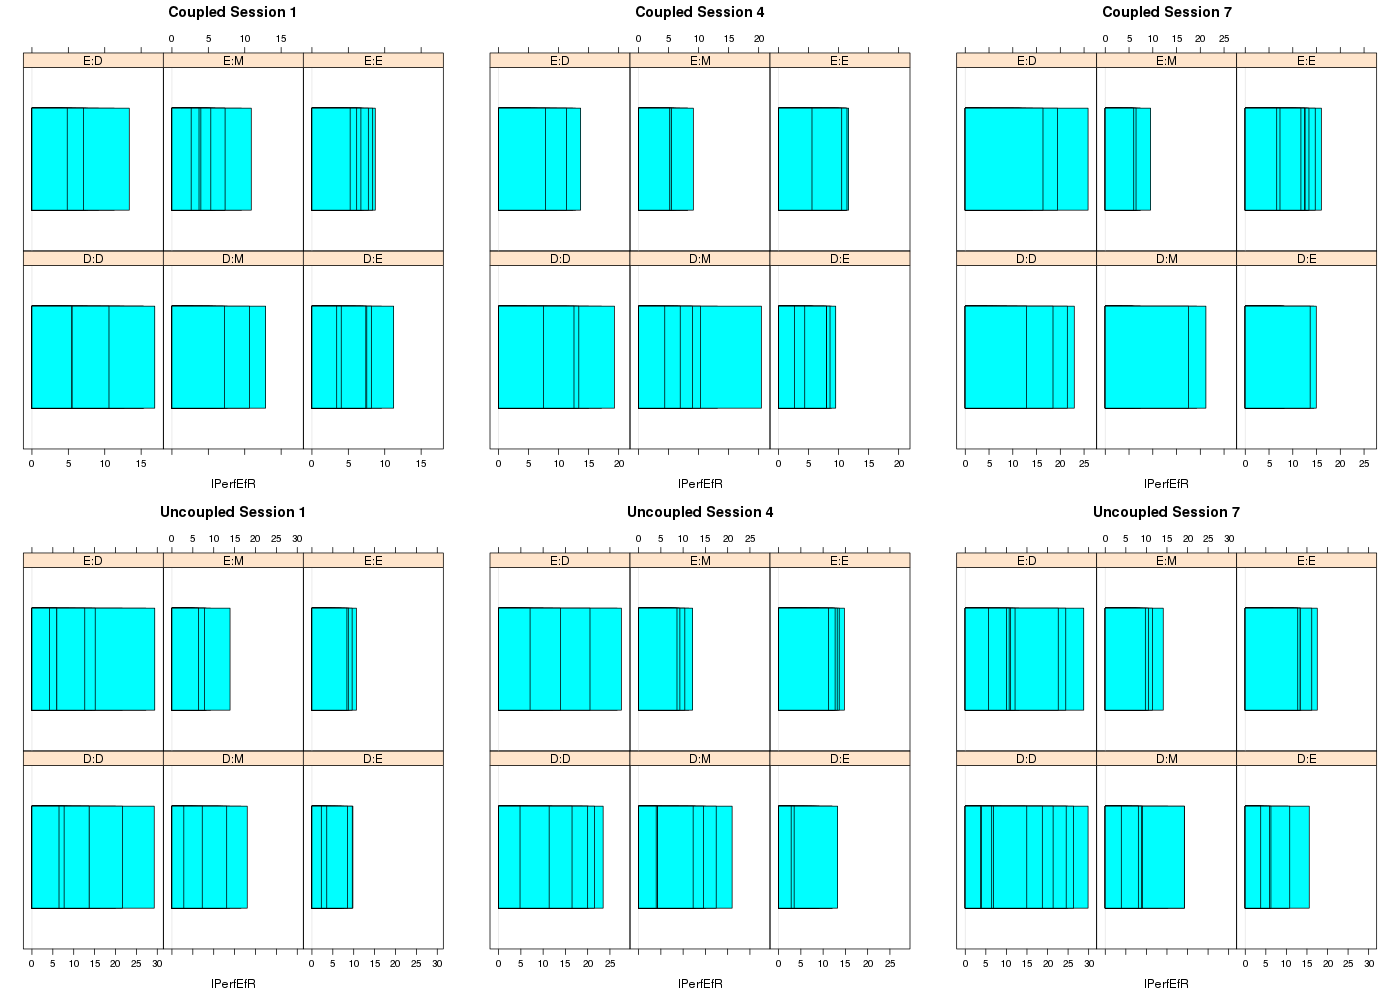 Coupled Session 1 Coupled Session 4 Coupled Session 7
0 5 10 15 0 5 10 15 20 0 5 10 15 20 25
E:D E:M E:E E:D E:M E:E E:D E:M E:E
D:D D:M D:E D:D D:M D:E D:D D:M D:E
0 5 10 15 0 5 10 15 0 5 10 15 20 0 5 10 15 20 0 5 10 15 20 25 0 5 10 15 20 25
lPerfEfR lPerfEfR lPerfEfR
Uncoupled Session 1 Uncoupled Session 4 Uncoupled Session 7
0 5 10 15 20 25 30 0 5 10 15 20 25 0 5 10 15 20 25 30
E:D E:M E:E E:D E:M E:E E:D E:M E:E
D:D D:M D:E D:D D:M D:E D:D D:M D:E
0 5 10 15 20 25 30 0 5 10 15 20 25 30 0 5 10 15 20 25 0 5 10 15 20 25 0 5 10 15 20 25 30 0 5 10 15 20 25 30
lPerfEfR lPerfEfR lPerfEfR